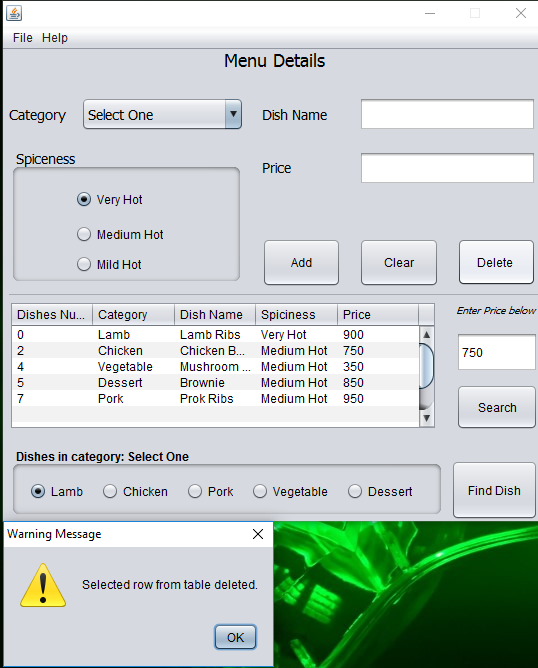 File Help
Menu Details
Category Select One Dish Name
Spiceness
Price
Very Hot
Medium Hot
Mild Hot
Add Clear Delete
Enter Price below
Dishes Nu... Category Dish Name Spiciness Price
0 Lamb Lamb Ribs Very Hot 900
2 Chicken Chicken B... Medium Hot 750
4 Vegetable Mushroom ... Medium Hot 350
5 Dessert Brownie Medium Hot 850
7 Pork Prok Ribs Medium Hot 950
750
Search
Dishes in category: Select One
Lamb Chicken Pork Vegetable Dessert
Find Dish
Warning Message
Selected row from table deleted.
OK